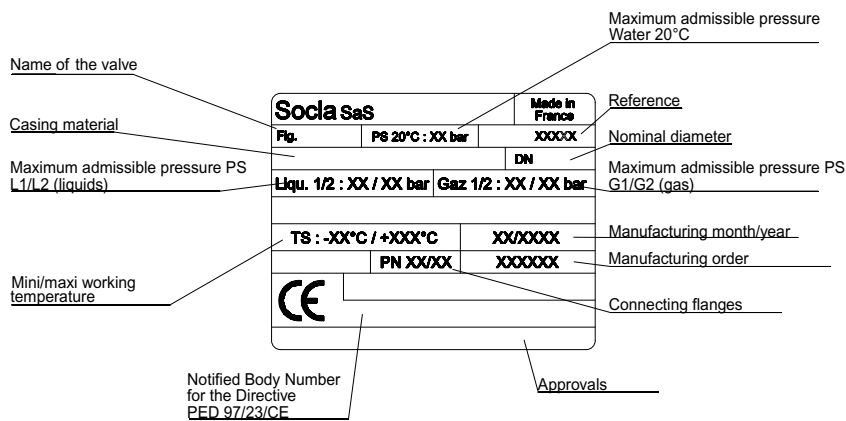 Maximum admissible pressure
Water 20°C
Name of the valve
Casing material
Maximum admissible pressure PS
L1/L2 (liquids)
Mini/maxi working
temperature
Socla SaS
Made in
France
Fig.
PS 20°C : XX bar
XXXXX
DN
Liqu. 1/2 : XX / XX bar
Gaz 1/2 : XX / XX bar
TS : -XX°C / +XXX°C
XX/XXXX
PN XX/XX
XXXXXX
CE
Reference
Nominal diameter
Maximum admissible pressure PS
G1/G2 (gas)
Manufacturing month/year
Manufacturing order
Connecting flanges
Notified Body Number
for the Directive
PED 97/23/CE
Approvals